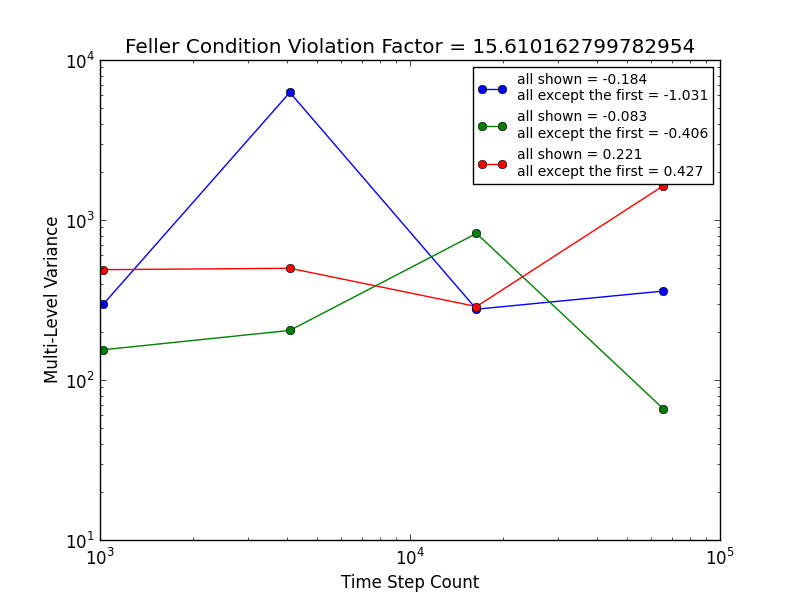 Feller Condition Violation Factor = 15.610162799782954
10^4
10^3
10^2
10^1
Multi-Level Variance
all shown = -0.184
all except the first = -1.031
all shown = -0.083
all except the first = -0.406
all shown = 0.221
all except the first = 0.427
10^3
10^4
10^5
Time Step Count